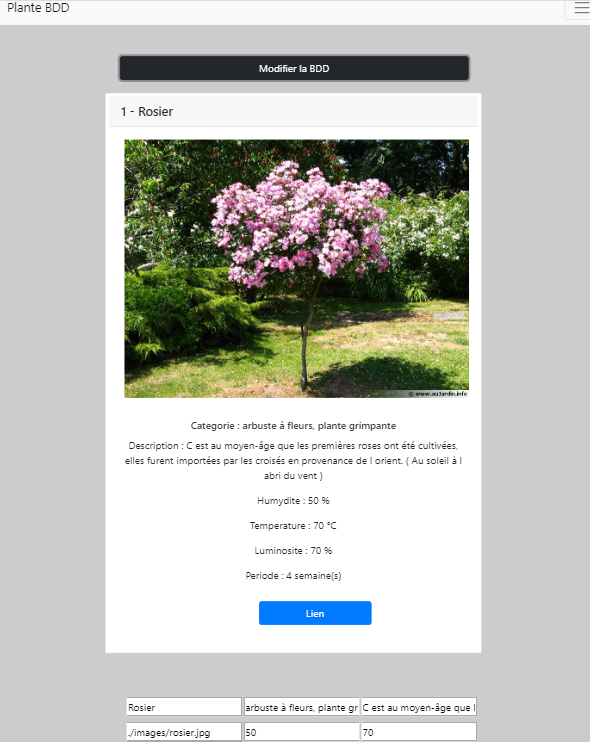 Plante BDD
Modifier la BDD
1 - Rosier
© www.aujardin.info
Categorie : arbuste à fleurs, plante grimpante
Description : C est au moyen-âge que les premières roses ont été cultivées,
elles furent importées par les croisés en provenance de l orient. ( Au soleil à l
abri du vent )
Humydite : 50 %
Temperature : 70 °C
Luminosite : 70 %
Periode : 4 semaine(s)
Lien
Rosier arbuste à fleurs, plante gr C est au moyen-âge que l
./images/rosier.jpg 50 70